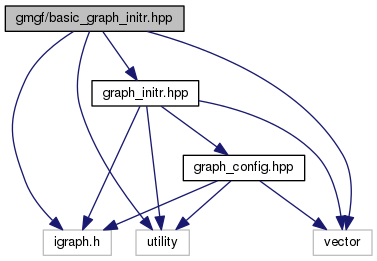 gmgf/basic_graph_initr.hpp
graph_initr.hpp
graph_config.hpp
igraph.h
utility
vector